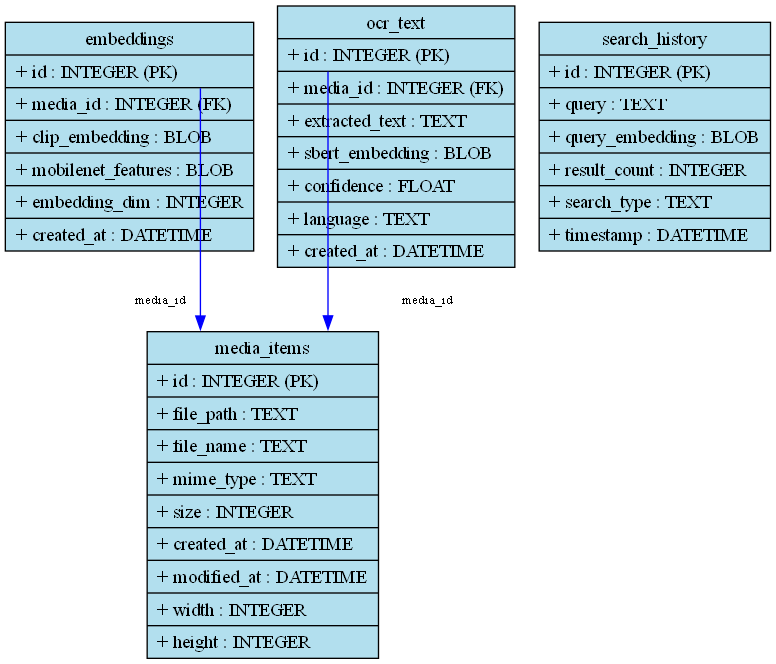 embeddings
+ id : INTEGER (PK)
+ media_id : INTEGER (FK)
+ clip_embedding : BLOB
+ mobilenet_features : BLOB
+ embedding_dim : INTEGER
+ created_at : DATETIME
ocr_text
+ id : INTEGER (PK)
+ media_id : INTEGER (FK)
+ extracted_text : TEXT
+ sbert_embedding : BLOB
+ confidence : FLOAT
+ language : TEXT
+ created_at : DATETIME
search_history
+ id : INTEGER (PK)
+ query : TEXT
+ query_embedding : BLOB
+ result_count : INTEGER
+ search_type : TEXT
+ timestamp : DATETIME
media_id
media_id
media_items
+ id : INTEGER (PK)
+ file_path : TEXT
+ file_name : TEXT
+ mime_type : TEXT
+ size : INTEGER
+ created_at : DATETIME
+ modified_at : DATETIME
+ width : INTEGER
+ height : INTEGER